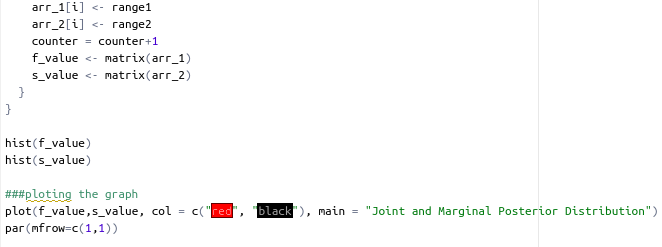 arr_1[i] <- range1
arr_2[i] <- range2
counter = counter+1
f_value <- matrix(arr_1)
s_value <- matrix(arr_2)
}
}
hist(f_value)
hist(s_value)
###ploting the graph
plot(f_value,s_value, col = c("red", "black"), main = "Joint and Marginal Posterior Distribution")
par(mfrow=c(1,1))